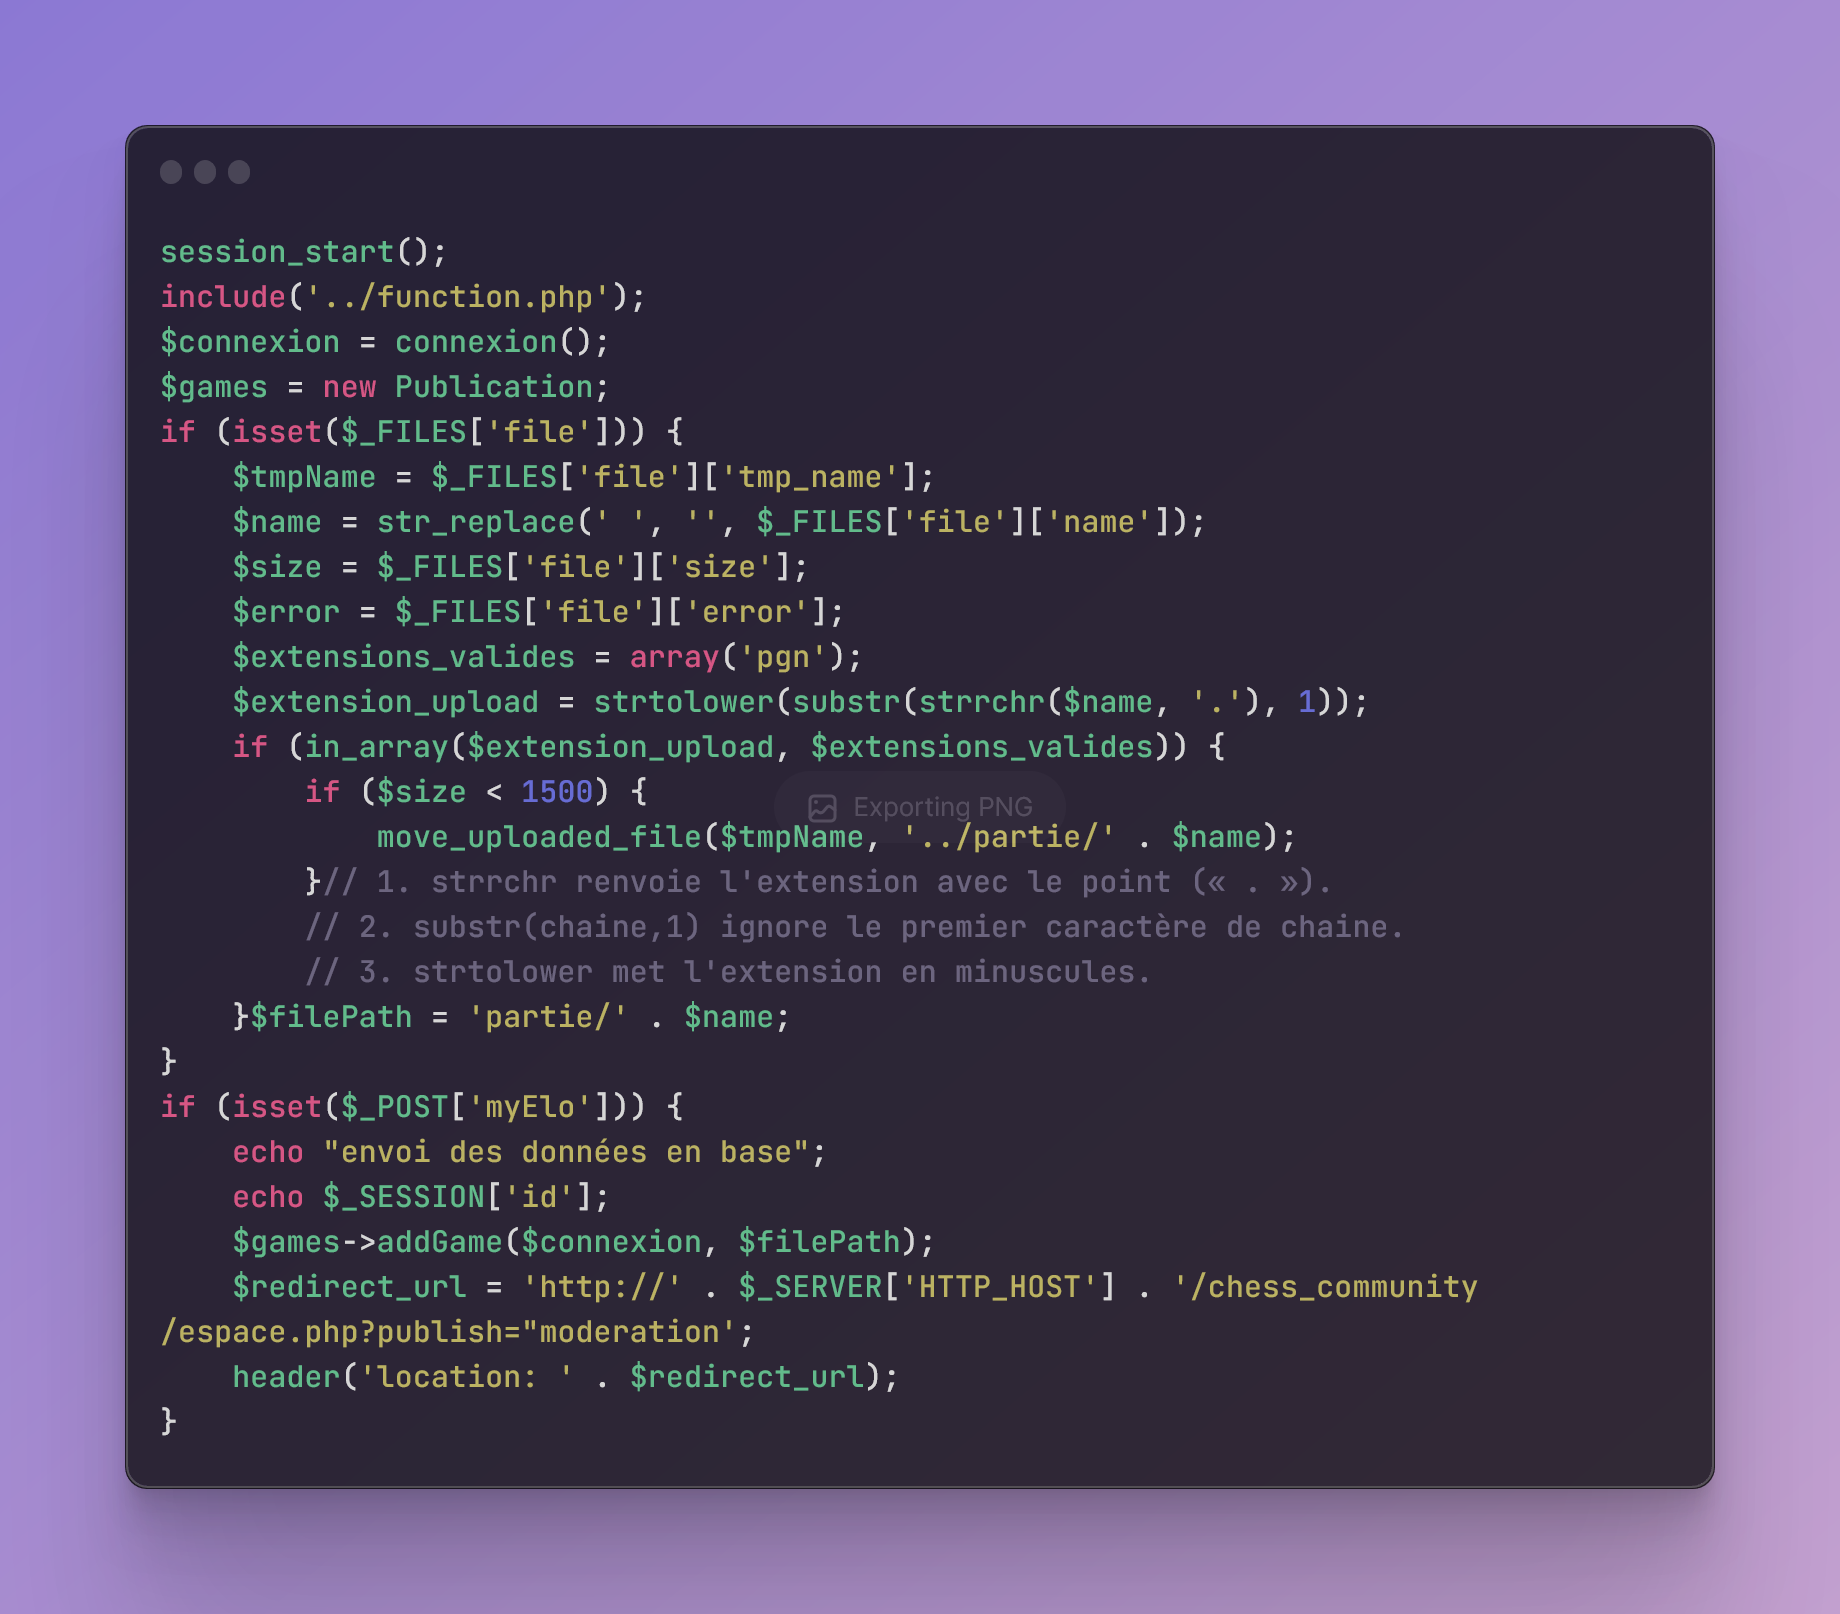 session_start();
include('../function.php');
$connexion = connexion();
$games = new Publication;
if (isset($_FILES['file'])) {
    $tmpName = $_FILES['file']['tmp_name'];
    $name = str_replace(' ', '', $_FILES['file']['name']);
    $size = $_FILES['file']['size'];
    $error = $_FILES['file']['error'];
    $extensions_valides = array('pgn');
    $extension_upload = strtolower(substr(strrchr($name, '.'), 1));
    if (in_array($extension_upload, $extensions_valides)) {
        if ($size < 1500) {
Exporting PNG
            move_uploaded_file($tmpName, '../partie/' . $name);
        }// 1. strrchr renvoie l'extension avec le point (« . »).
        // 2. substr(chaine,1) ignore le premier caractère de chaine.
        // 3. strtolower met l'extension en minuscules.
    }$filePath = 'partie/' . $name;
}
if (isset($_POST['myElo'])) {
    echo "envoi des données en base";
    echo $_SESSION['id'];
    $games->addGame($connexion, $filePath);
    $redirect_url = 'http://' . $_SERVER['HTTP_HOST'] . '/chess_community
/espace.php?publish="moderation';
    header('location: ' . $redirect_url);
}